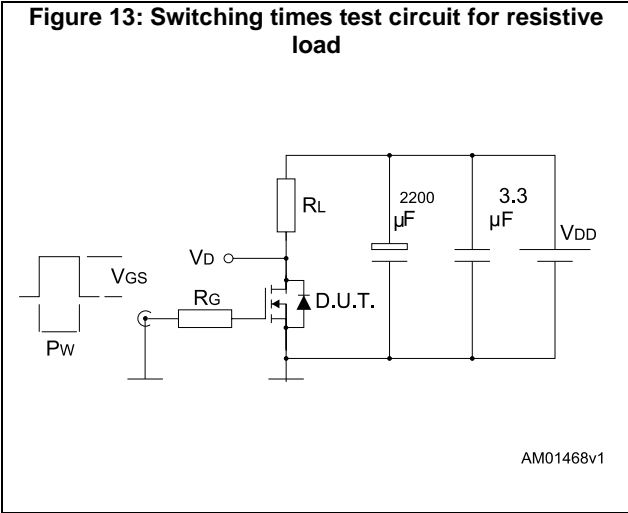 Figure 13: Switching times test circuit for resistive
load
RL
2200
μF
3.3
μF
VDD
VD
VGS
RG
D.U.T.
PW
AM01468v1